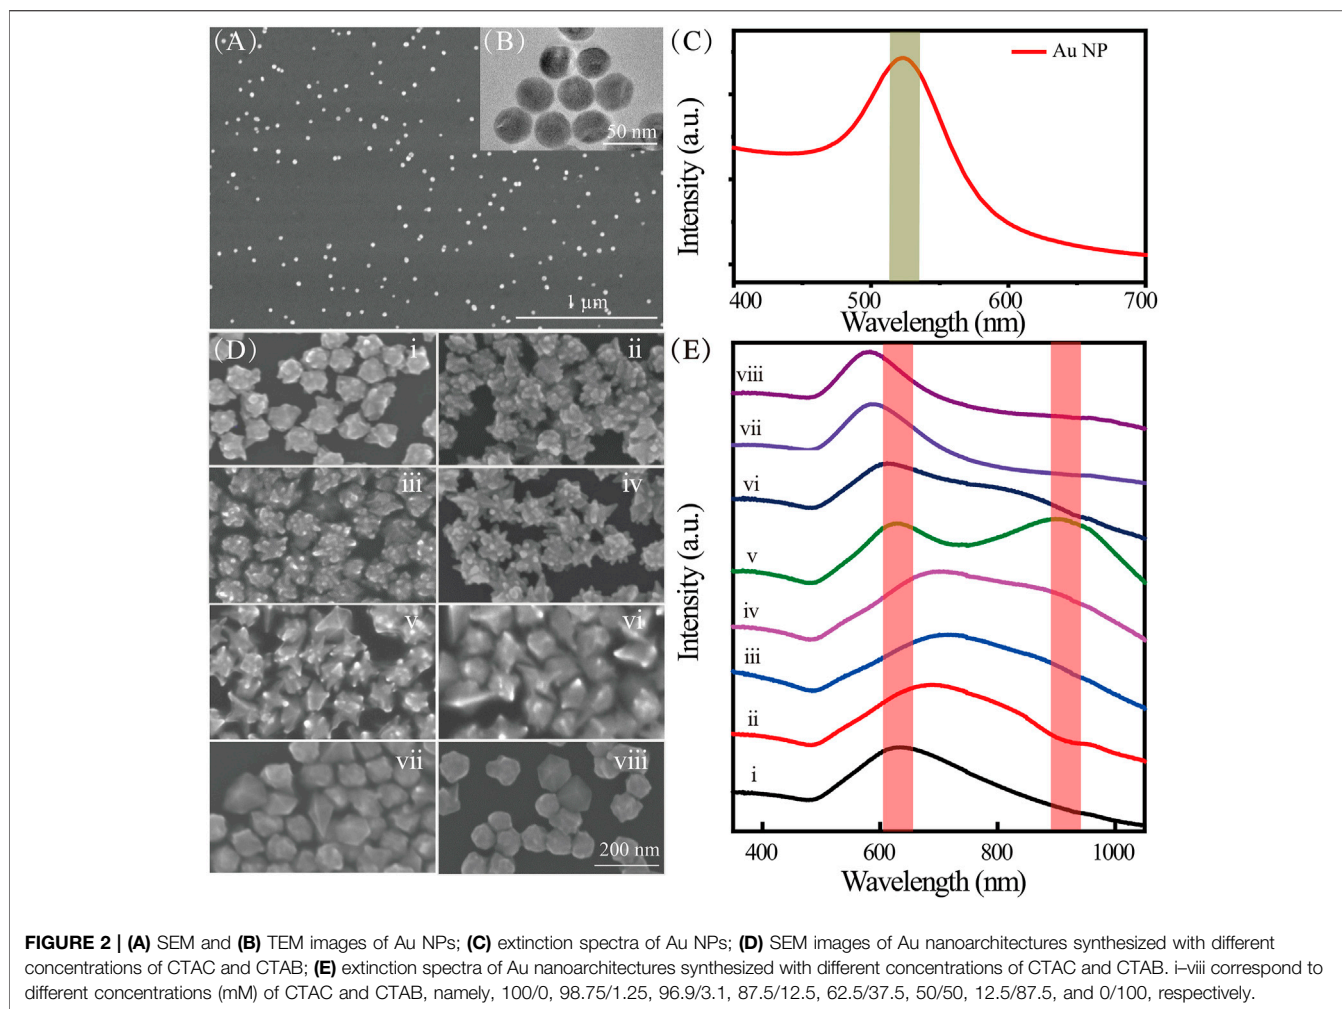 (A)
(B)
50 nm
1 μm
(C)
Au NP
Intensity (a.u.)
400 500 600 700
Wavelength (nm)
(D)
i
ii
iii
iv
v
vi
vii
viii
200 nm
(E)
viii
vii
vi
v
iv
iii
ii
i
Intensity (a.u.)
400 600 800 1000
Wavelength (nm)
FIGURE 2 | (A) SEM and (B) TEM images of Au NPs; (C) extinction spectra of Au NPs; (D) SEM images of Au nanoarchitectures synthesized with different
concentrations of CTAC and CTAB; (E) extinction spectra of Au nanoarchitectures synthesized with different concentrations of CTAC and CTAB. i–viii correspond to
different concentrations (mM) of CTAC and CTAB, namely, 100/0, 98.75/1.25, 96.9/3.1, 87.5/12.5, 62.5/37.5, 50/50, 12.5/87.5, and 0/100, respectively.